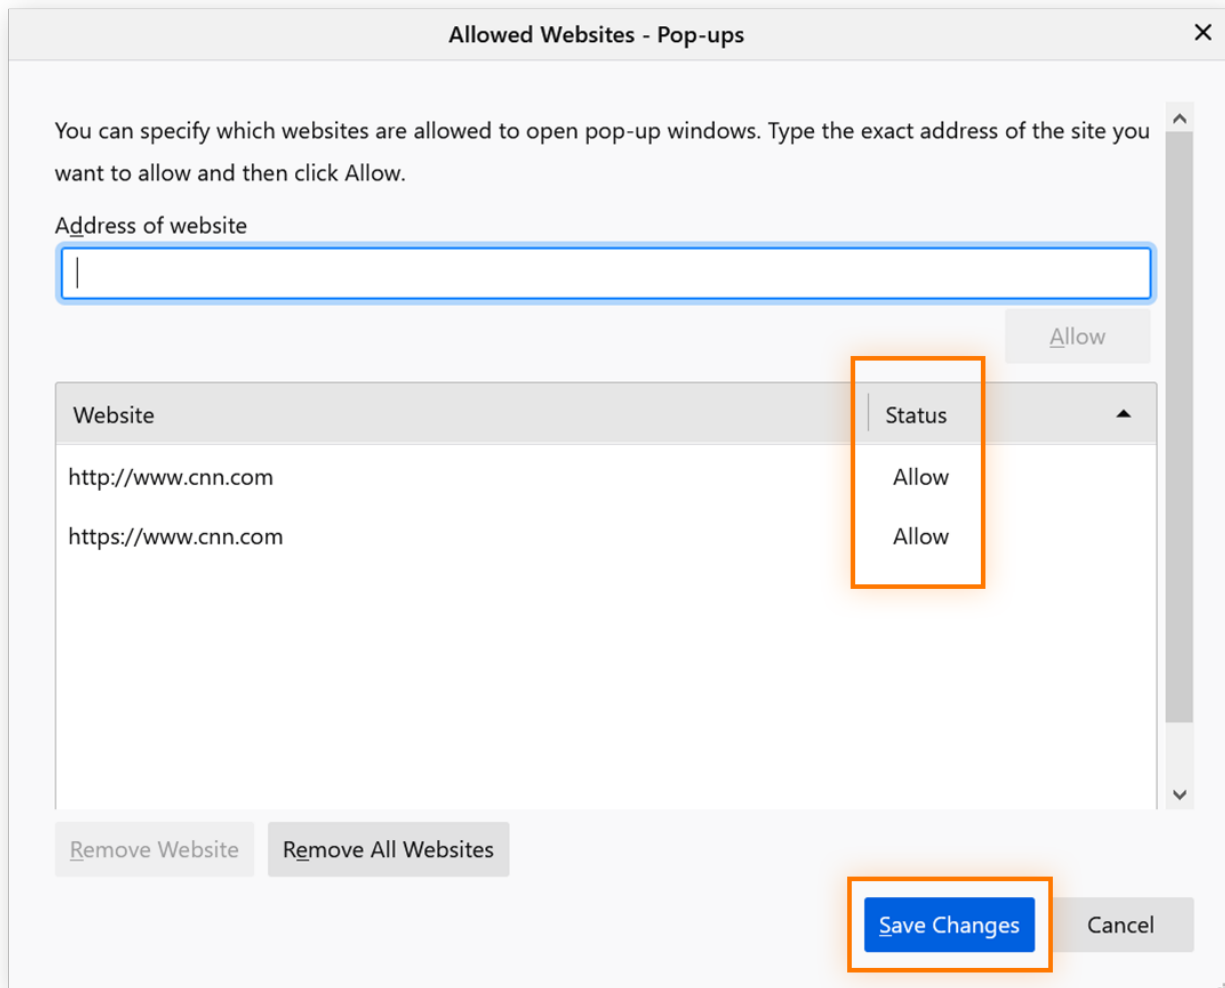 Allowed Websites - Pop-ups
You can specify which websites are allowed to open pop-up windows. Type the exact address of the site you
want to allow and then click Allow.
Address of website
Allow
Website Status
http://www.cnn.com Allow
https://www.cnn.com Allow
Remove Website Remove All Websites
Save Changes Cancel